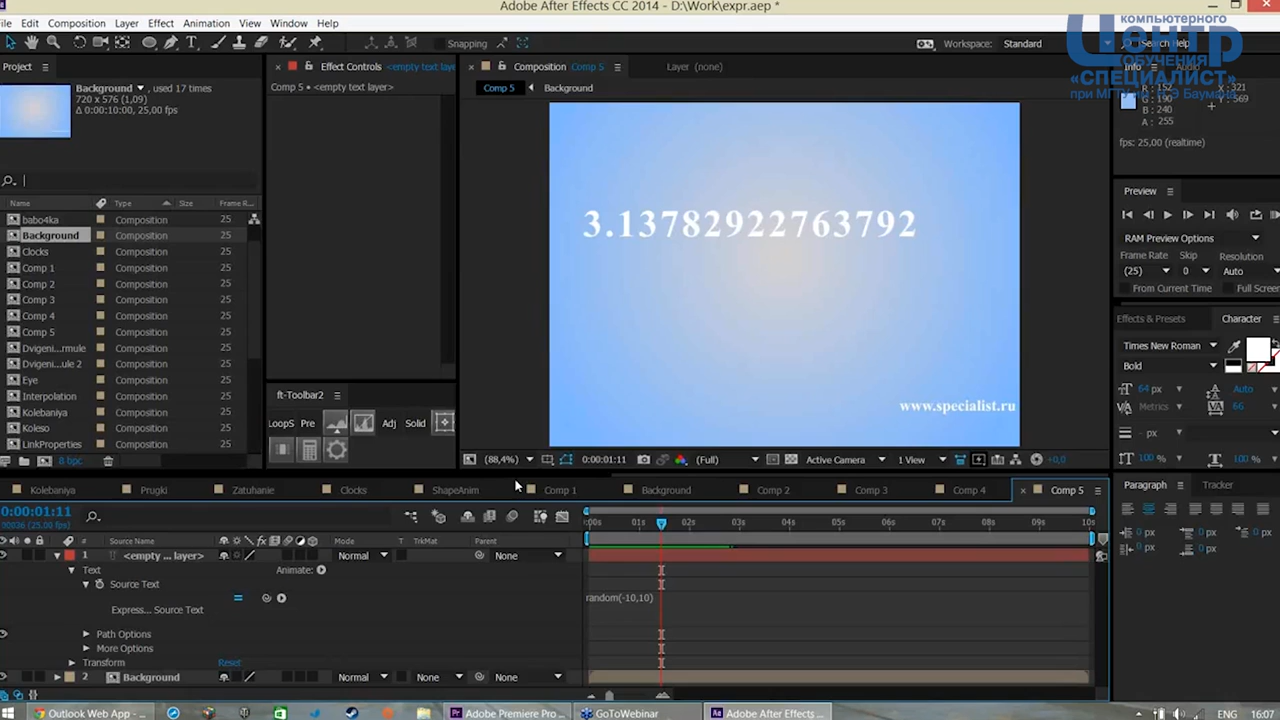 Adobe After Effects CC 2014 - D:\Work\expr.aep *
File Edit Composition Layer Effect Animation View Window Help
Snapping
Workspace: Standard
Search Help
компьютерного
Центр
ОБУЧЕНИЯ
«СПЕЦИАЛИСТ»
при МГТУ им. Н.Э.Баумана
Project
Effect Controls <empty text laye
Composition Comp 5
Layer (none)
Info
Audio
Background , used 17 times
720 x 576 (1,09)
Δ 0:00:10:00, 25,00 fps
Comp 5 • <empty text layer>
Comp 5 Background
R : 152
G : 190
B : 240
A : 255
X : 321
Y : 569
fps: 25,00 (realtime)
Name Type Size Frame R...
babo4ka Composition 25
Background Composition 25
Clocks Composition 25
Comp 1 Composition 25
Comp 2 Composition 25
Comp 3 Composition 25
Comp 4 Composition 25
Comp 5 Composition 25
Dvigeni...rmule Composition 25
Dvigeni...ule 2 Composition 25
Eye Composition 25
Interpolation Composition 25
Kolebaniya Composition 25
Koleso Composition 25
LinkProperties Composition 25
8 bpc
ft-Toolbar2
LoopS Pre Adj Solid
3.13782922763792
www.specialist.ru
(88,4%) 0:00:01:11 (Full) Active Camera 1 View +0,0
Preview
RAM Preview Options
Frame Rate Skip Resolution
(25) 0 Auto
From Current Time Full Screen
Effects & Presets Character
Times New Roman
Bold
64 px Auto
Metrics 66
- px
100 % 100 %
Paragraph Tracker
0 px 0 px 0 px
0 px 0 px
Kolebaniya Prugki Zatuhanie Clocks ShapeAnim Comp 1 Background Comp 2 Comp 3 Comp 4 Comp 5
0:00:01:11
00036 (25.00 fps)
:00s 01s 02s 03s 04s 05s 06s 07s 08s 09s 10s
# Source Name Mode T TrkMat Parent
1 <empty ... layer> Normal None
Text Animate:
Source Text
Express... Source Text
random(-10,10)
Path Options
More Options
Transform Reset
2 Background Normal None None
Outlook Web App - ...
Adobe Premiere Pro ...
GoToWebinar
Adobe After Effects ...
ENG 16:07